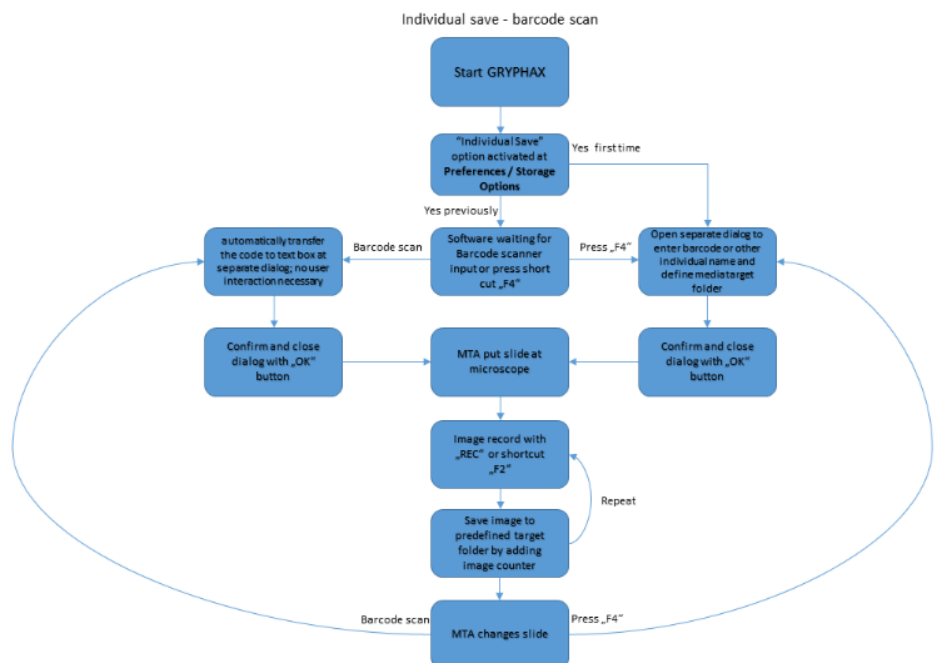 Individual save - barcode scan
Start GRYPHAX
"Individual Save"
option activated at
Preferences / Storage
Options
Yes first time
Yes previously
automatically transfer
the code to text box at
separate dialog; no user
interaction necessary
Barcode scan
Software waiting for
Barcode scanner
input or press short
cut „F4"
Press „F4"
Open separate dialog to
enter barcode or other
individual name and
define media target
folder
Confirm and close
dialog with „OK"
button
MTA put slide at
microscope
Confirm and close
dialog with „OK"
button
Image record with
„REC" or shortcut
„F2"
Repeat
Save image to
predefined target
folder by adding
image counter
Barcode scan
MTA changes slide
Press „F4"